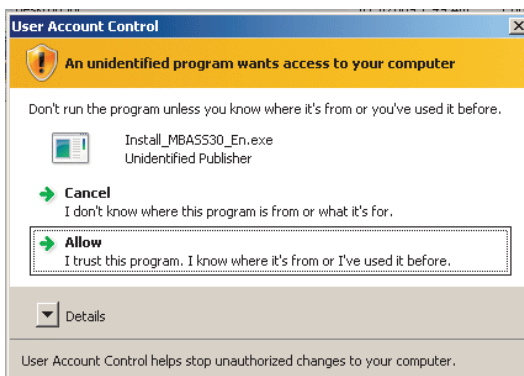 User Account Control
An unidentified program wants access to your computer
Don't run the program unless you know where it's from or you've used it before.
Install_MBASS30_En.exe
Unidentified Publisher
Cancel
I don't know where this program is from or what it's for.
Allow
I trust this program. I know where it's from or I've used it before.
Details
User Account Control helps stop unauthorized changes to your computer.